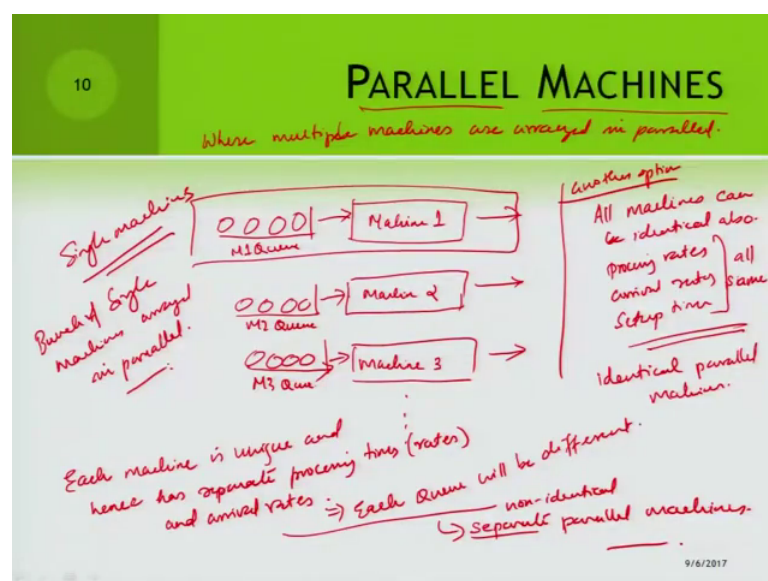 10
PARALLEL MACHINES
Where multiple machines are arranged in parallel.
Single machines
Bunch of Single
machines arranged
in parallel.
0000 → Machine 1 →
M1 Queue
0000 → Machine 2 →
M2 Queue
0000 → Machine 3 →
M3 Queue
another option
All machines can
be identical also.
procing rates
arrival rates
Setup times
all
same
identical parallel
machines.
Each machine is unique and
hence has separate procening times (rates)
and arrival rates. ⇒ Each Queue will be different.
non-identical
↳ separate parallel machines.
9/6/2017